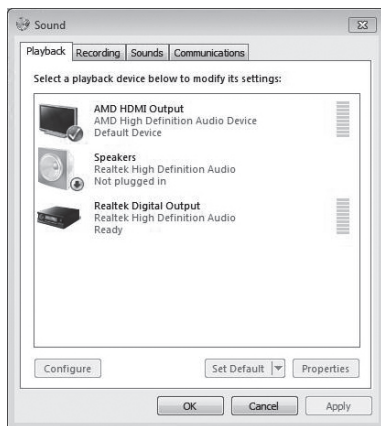 Sound
Playback Recording Sounds Communications
Select a playback device below to modify its settings:
AMD HDMI Output
AMD High Definition Audio Device
Default Device
Speakers
Realtek High Definition Audio
Not plugged in
Realtek Digital Output
Realtek High Definition Audio
Ready
Configure Set Default Properties
OK Cancel Apply